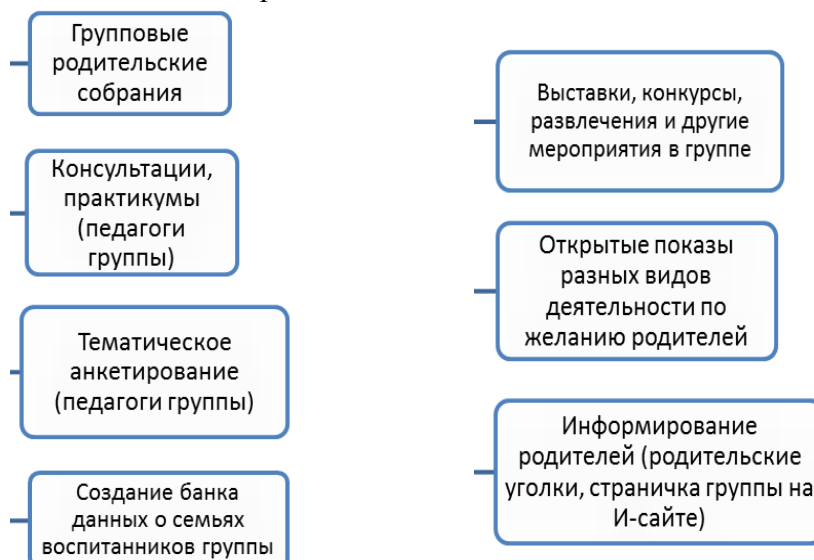 Групповые
родительские
собрания
Консультации,
практикумы
(педагоги
группы)
Тематическое
анкетирование
(педагоги группы)
Создание банка
данных о семьях
воспитанников группы
Выставки, конкурсы,
развлечения и другие
мероприятия в группе
Открытые показы
разных видов
деятельности по
желанию родителей
Информирование
родителей (родительские
уголки, страничка группы на
И-сайте)